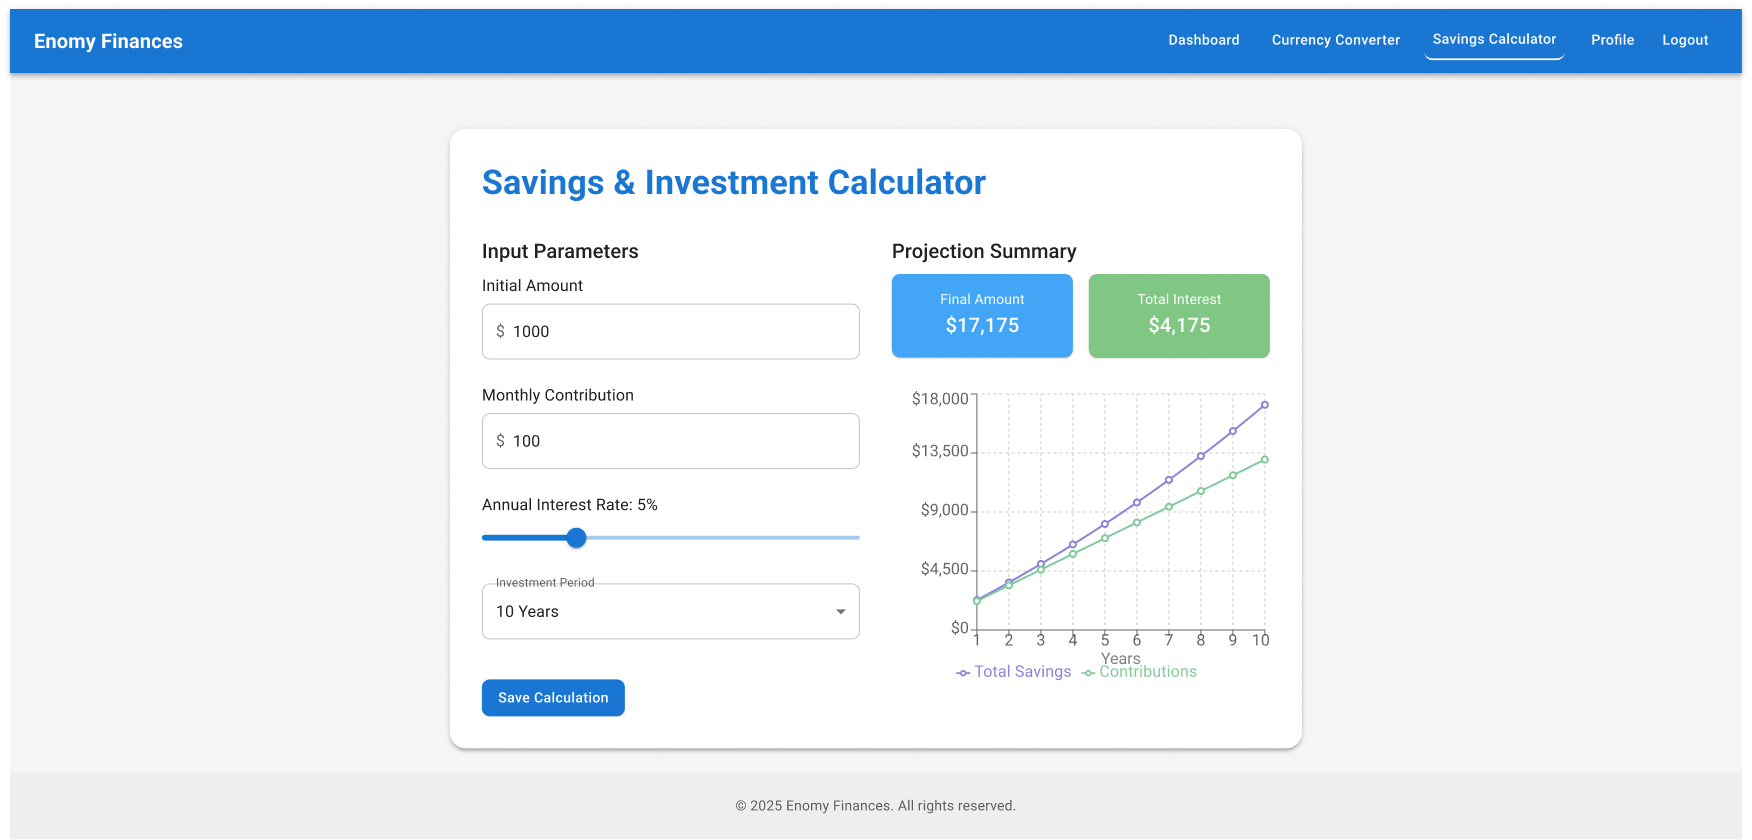 Enomy Finances
Dashboard
Currency Converter
Savings Calculator
Profile
Logout
Savings & Investment Calculator
Input Parameters
Initial Amount
$ 1000
Monthly Contribution
$ 100
Annual Interest Rate: 5%
Investment Period
10 Years
Save Calculation
Projection Summary
Final Amount
$17,175
Total Interest
$4,175
$18,000
$13,500
$9,000
$4,500
$0
1 2 3 4 5 6 7 8 9 10
Years
Total Savings
Contributions
© 2025 Enomy Finances. All rights reserved.